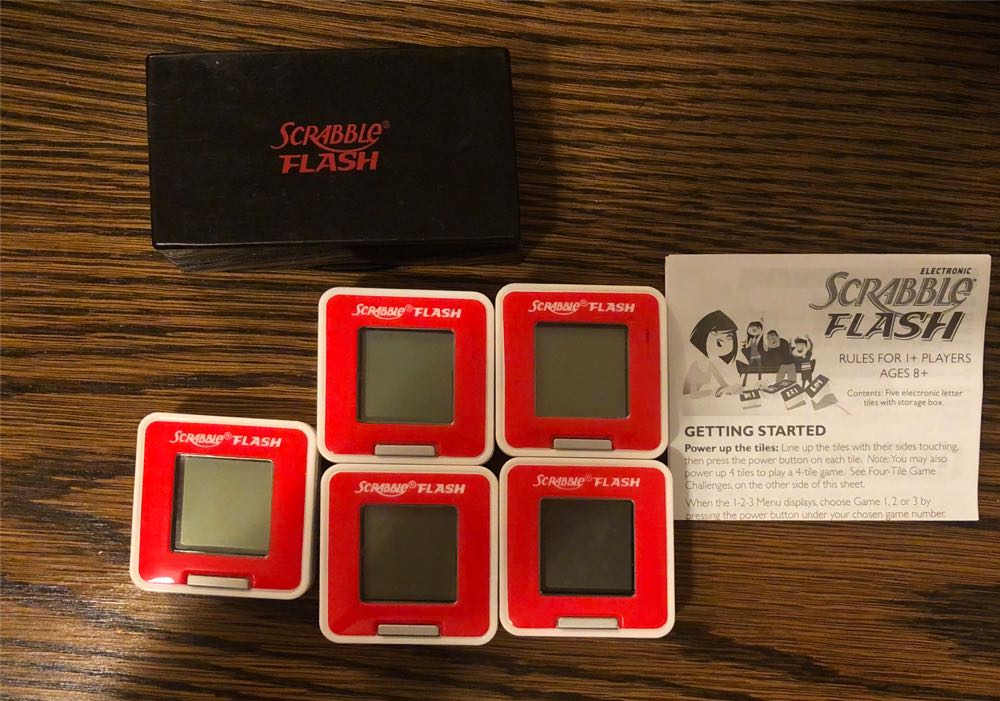 SCRABBLE®
FLASH
SCRABBLE® FLASH
SCRABBLE® FLASH
SCRABBLE® FLASH
SCRABBLE® FLASH
SCRABBLE® FLASH
ELECTRONIC
SCRABBLE®
FLASH
RULES FOR 1+ PLAYERS
AGES 8+
Contents: Five electronic letter
tiles with storage box.
GETTING STARTED
Power up the tiles: Line up the tiles with their sides touching,
then press the power button on each tile. Note: You may also
power up 4 tiles to play a 4-tile game. See Four-Tile Game
Challenges, on the other side of this sheet.
When the 1-2-3 Menu displays, choose Game 1, 2 or 3 by
pressing the power button under your chosen game number.